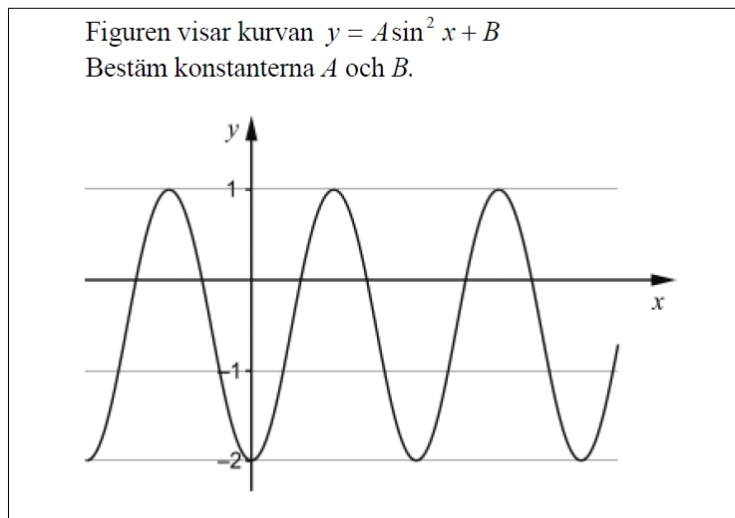 Figuren visar kurvan y = A sin² x + B
Bestäm konstanterna A och B.
y
1
x
–1
–2